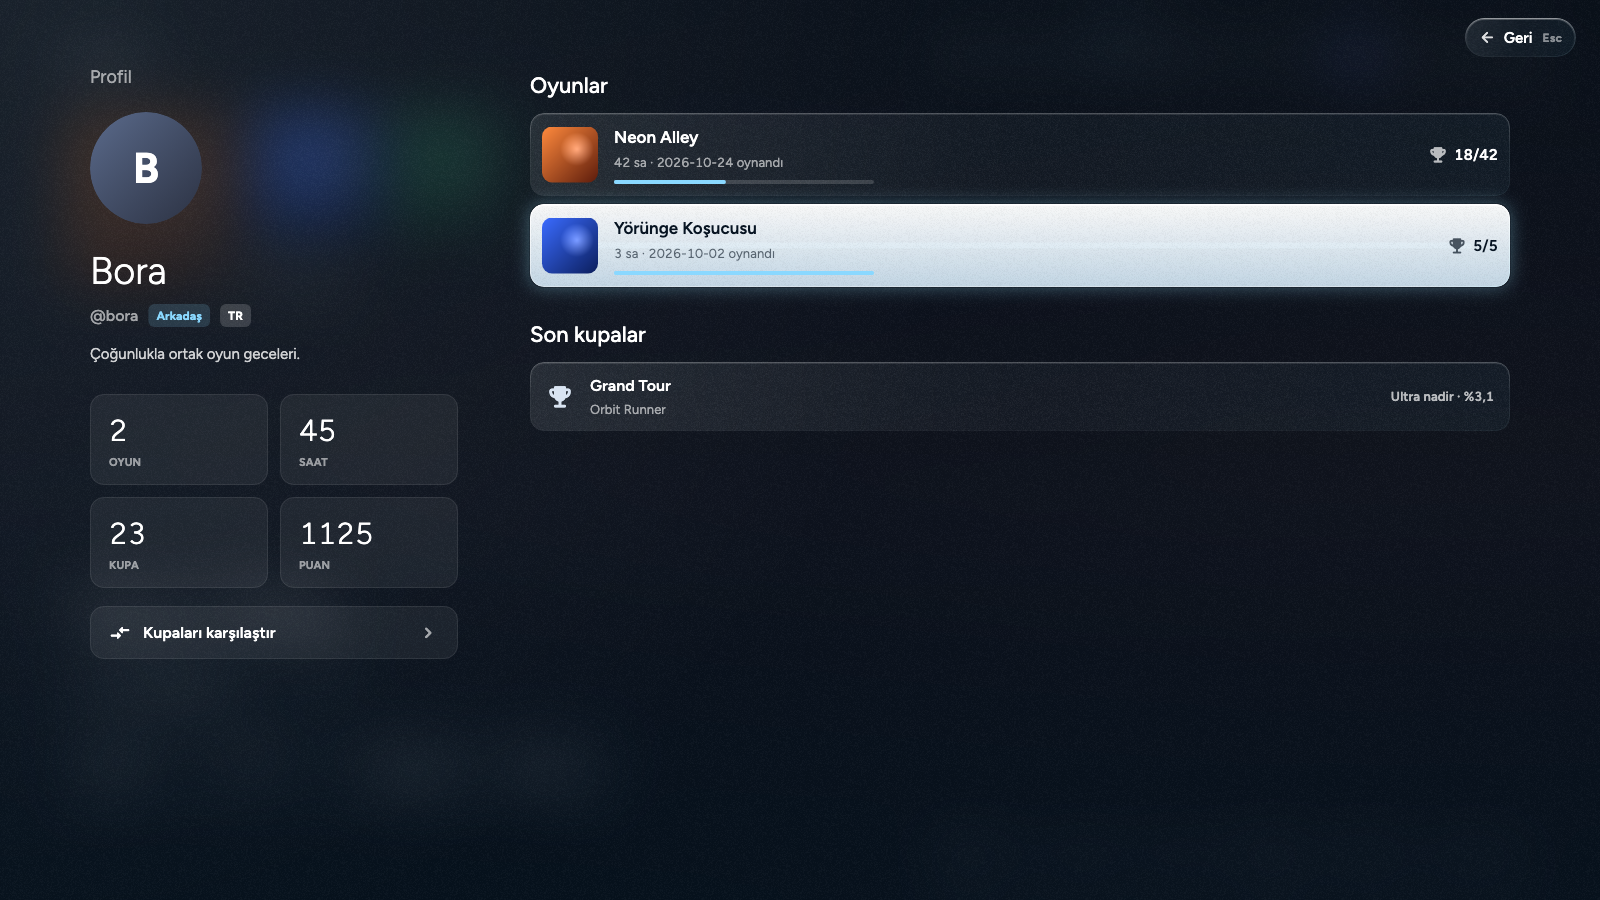 Geri Esc
Profil
B
Bora
@bora Arkadaş TR
Çoğunlukla ortak oyun geceleri.
2
OYUN
45
SAAT
23
KUPA
1125
PUAN
Kupaları karşılaştır
Oyunlar
Neon Alley
42 sa · 2026-10-24 oynandı
18/42
Yörünge Koşucusu
3 sa · 2026-10-02 oynandı
5/5
Son kupalar
Grand Tour
Orbit Runner
Ultra nadir · %3,1